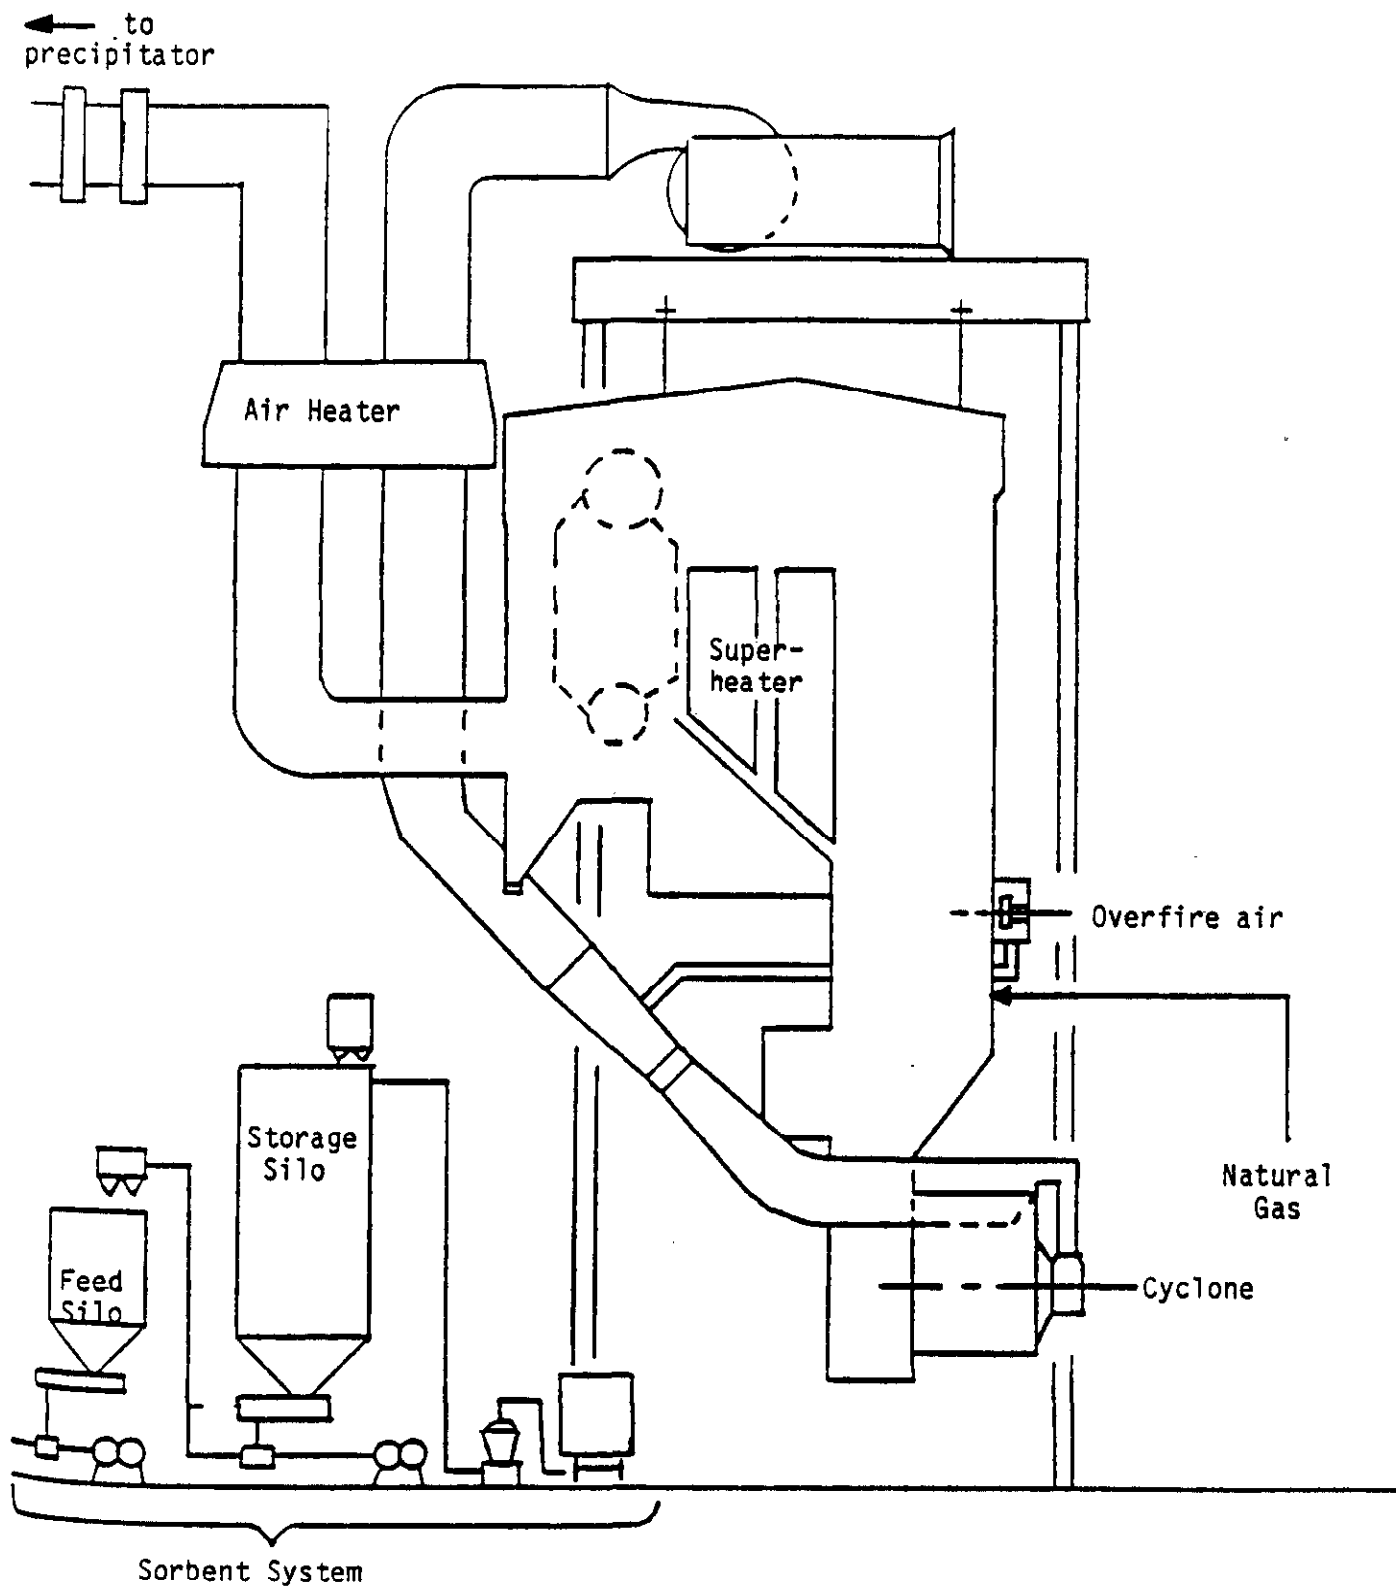 to
precipitator
Air Heater
Super-
heater
Overfire air
Storage
Silo
Natural
Gas
Feed
Silo
Cyclone
Sorbent System